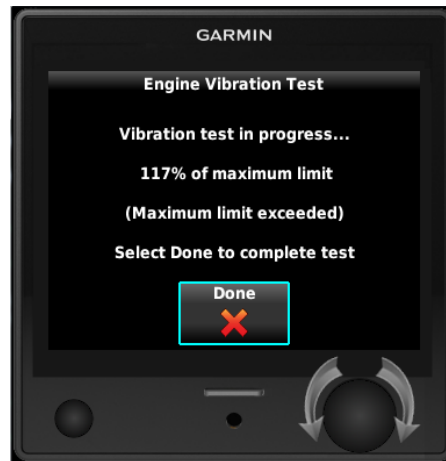 GARMIN
Engine Vibration Test
Vibration test in progress...
117% of maximum limit
(Maximum limit exceeded)
Select Done to complete test
Done